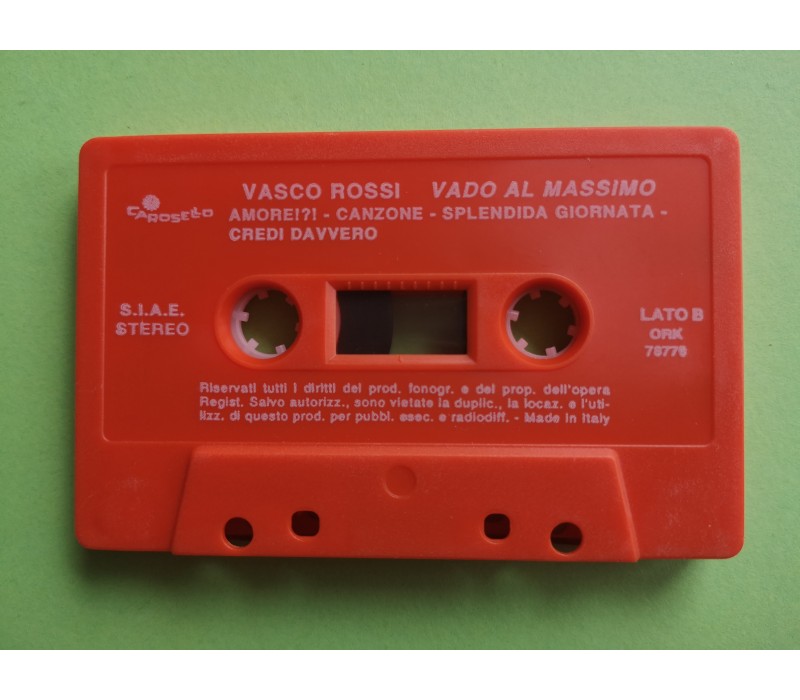 CAROSELLO
VASCO ROSSI VADO AL MASSIMO
AMORE!?! - CANZONE - SPLENDIDA GIORNATA -
CREDI DAVVERO
S.I.A.E.
STEREO
LATO B
ORK
Riservati tutti i diritti del prod. fonogr. e del prop. dell'opera
Regist. Salvo autorizz., sono vietate la duplic., la locaz. e l'uti-
lizz. di questo prod. per pubbl. esec. e radiodiff. - Made in Italy